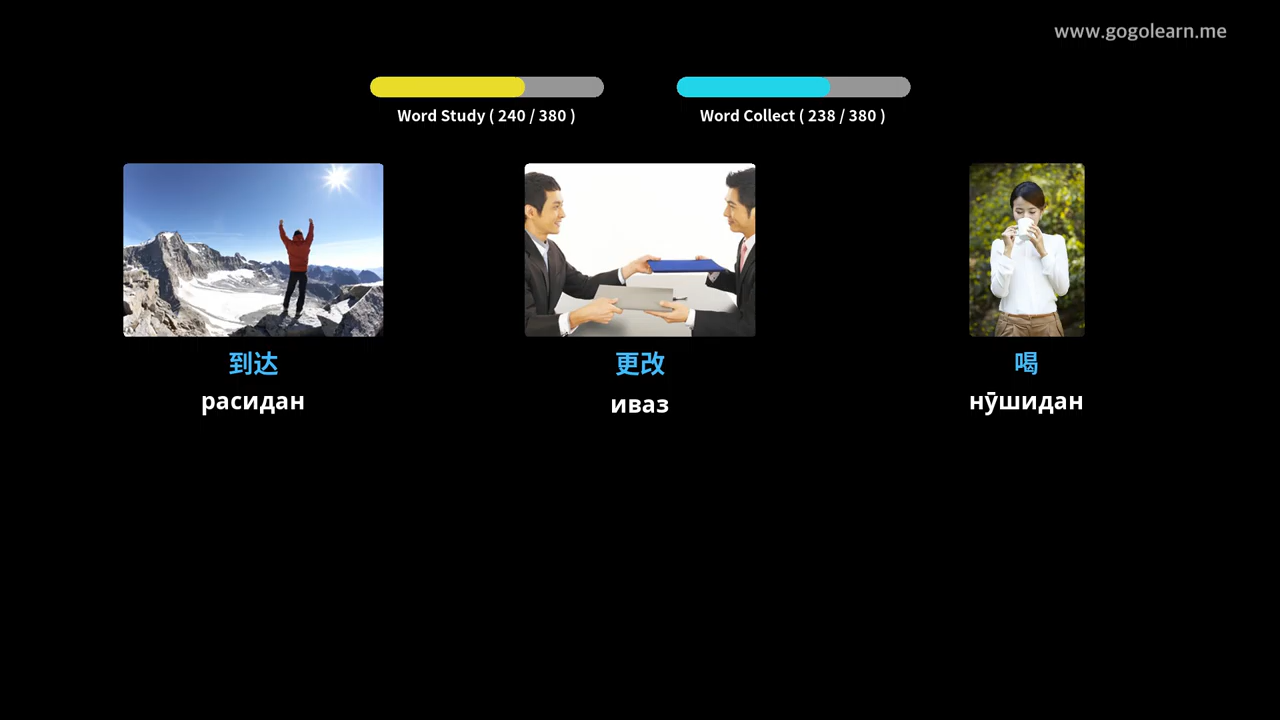 www.gogolearn.me
Word Study ( 240 / 380 )
Word Collect ( 238 / 380 )
到达
更改
喝
расидан
иваз
нӯшидан